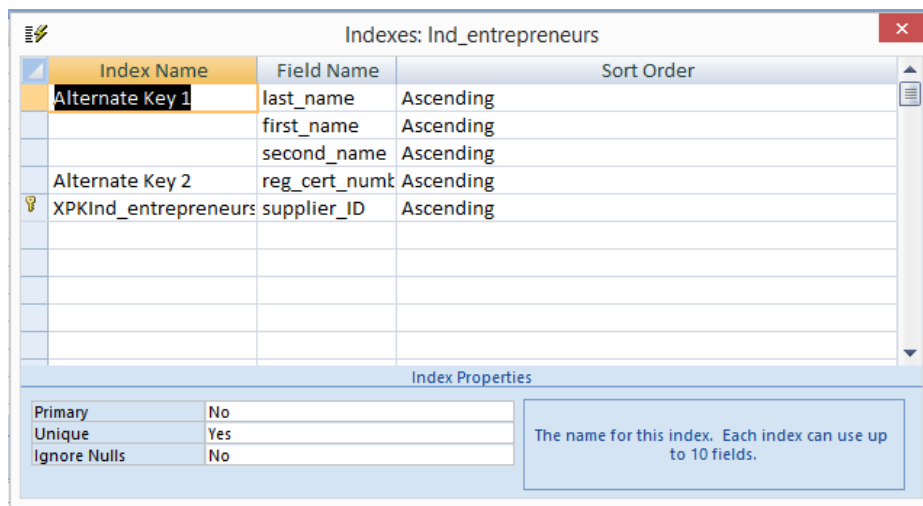 Indexes: Ind_entrepreneurs
Index Name Field Name Sort Order
Alternate Key 1 last_name Ascending
first_name Ascending
second_name Ascending
Alternate Key 2 reg_cert_numb Ascending
XPKInd_entrepreneurs supplier_ID Ascending
Index Properties
Primary No
Unique Yes
Ignore Nulls No
The name for this index. Each index can use up
to 10 fields.